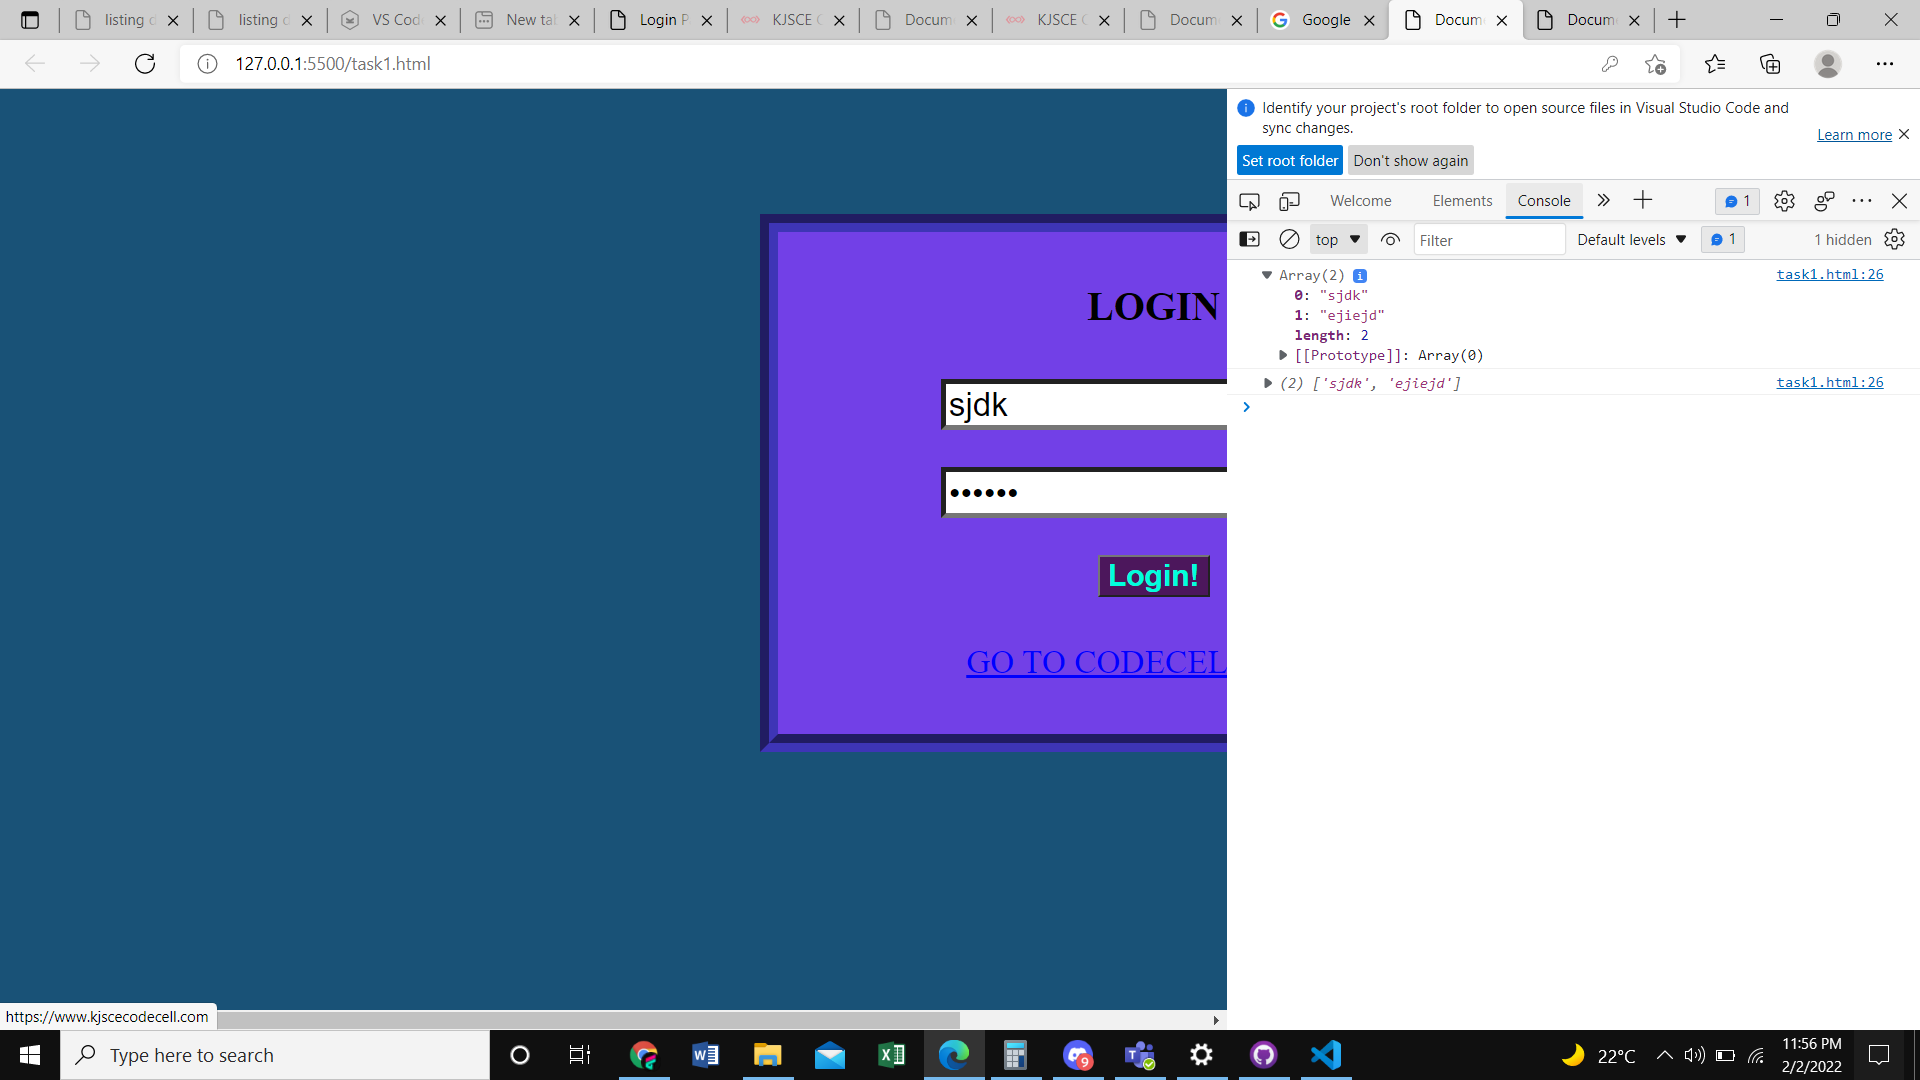 listing d
listing d
VS Code
New tab
Login P
KJSCE C
Docum
KJSCE C
Docum
Google
Docum
Docum
127.0.0.1:5500/task1.html
Identify your project's root folder to open source files in Visual Studio Code and
sync changes.
Learn more
Set root folder
Don't show again
Welcome
Elements
Console
1
top
Filter
Default levels
1
1 hidden
Array(2) i
task1.html:26
0: "sjdk"
1: "ejiejd"
length: 2
[[Prototype]]: Array(0)
(2) ['sjdk', 'ejiejd']
task1.html:26
LOGIN
sjdk
••••••
Login!
GO TO CODECEL
https://www.kjscecodecell.com
Type here to search
9
22°C
11:56 PM
2/2/2022